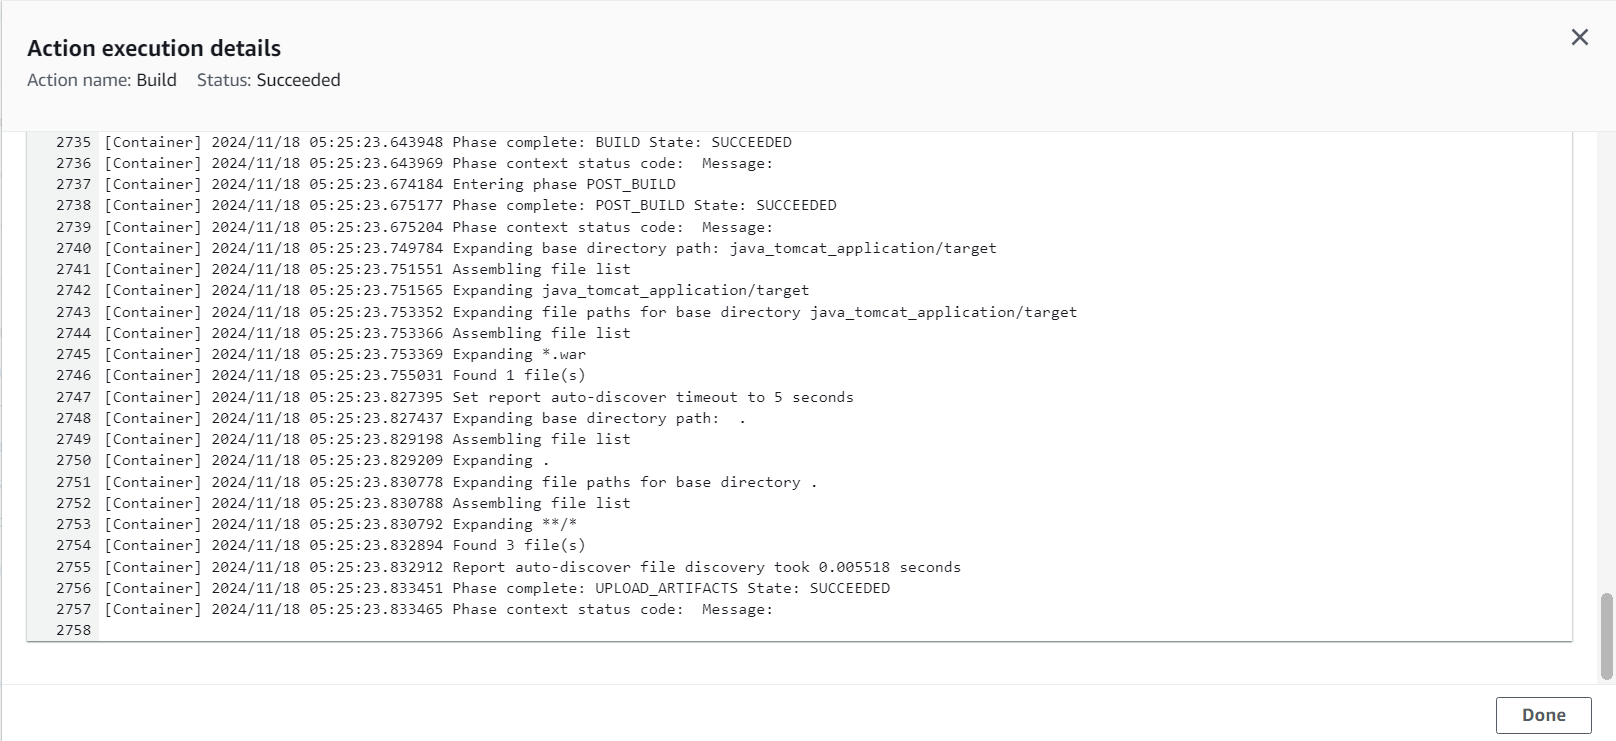 Action execution details
Action name: Build Status: Succeeded
2735 [Container] 2024/11/18 05:25:23.643948 Phase complete: BUILD State: SUCCEEDED
2736 [Container] 2024/11/18 05:25:23.643969 Phase context status code:  Message:
2737 [Container] 2024/11/18 05:25:23.674184 Entering phase POST_BUILD
2738 [Container] 2024/11/18 05:25:23.675177 Phase complete: POST_BUILD State: SUCCEEDED
2739 [Container] 2024/11/18 05:25:23.675204 Phase context status code:  Message:
2740 [Container] 2024/11/18 05:25:23.749784 Expanding base directory path: java_tomcat_application/target
2741 [Container] 2024/11/18 05:25:23.751551 Assembling file list
2742 [Container] 2024/11/18 05:25:23.751565 Expanding java_tomcat_application/target
2743 [Container] 2024/11/18 05:25:23.753352 Expanding file paths for base directory java_tomcat_application/target
2744 [Container] 2024/11/18 05:25:23.753366 Assembling file list
2745 [Container] 2024/11/18 05:25:23.753369 Expanding *.war
2746 [Container] 2024/11/18 05:25:23.755031 Found 1 file(s)
2747 [Container] 2024/11/18 05:25:23.827395 Set report auto-discover timeout to 5 seconds
2748 [Container] 2024/11/18 05:25:23.827437 Expanding base directory path:  .
2749 [Container] 2024/11/18 05:25:23.829198 Assembling file list
2750 [Container] 2024/11/18 05:25:23.829209 Expanding .
2751 [Container] 2024/11/18 05:25:23.830778 Expanding file paths for base directory .
2752 [Container] 2024/11/18 05:25:23.830788 Assembling file list
2753 [Container] 2024/11/18 05:25:23.830792 Expanding **/*
2754 [Container] 2024/11/18 05:25:23.832894 Found 3 file(s)
2755 [Container] 2024/11/18 05:25:23.832912 Report auto-discover file discovery took 0.005518 seconds
2756 [Container] 2024/11/18 05:25:23.833451 Phase complete: UPLOAD_ARTIFACTS State: SUCCEEDED
2757 [Container] 2024/11/18 05:25:23.833465 Phase context status code:  Message:
2758
Done